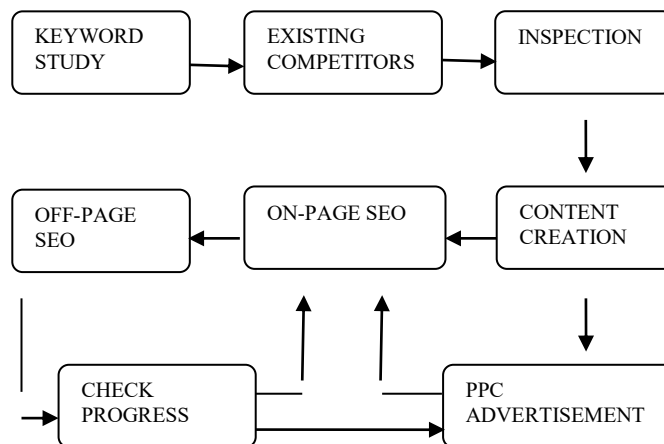 KEYWORD
STUDY
EXISTING
COMPETITORS
INSPECTION
OFF-PAGE
SEO
ON-PAGE SEO
CONTENT
CREATION
CHECK
PROGRESS
PPC
ADVERTISEMENT